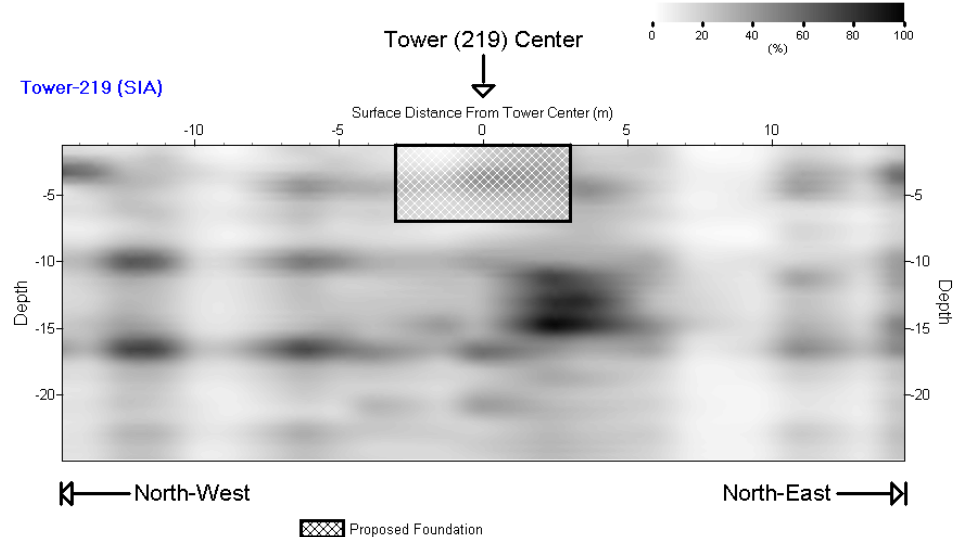 0 20 40 60 80 100
(%)
Tower (219) Center
Tower-219 (SIA)
Surface Distance From Tower Center (m)
-10 -5 0 5 10
-5 -5
-10 -10
Depth Depth
-15 -15
-20 -20
North-West North-East
Proposed Foundation